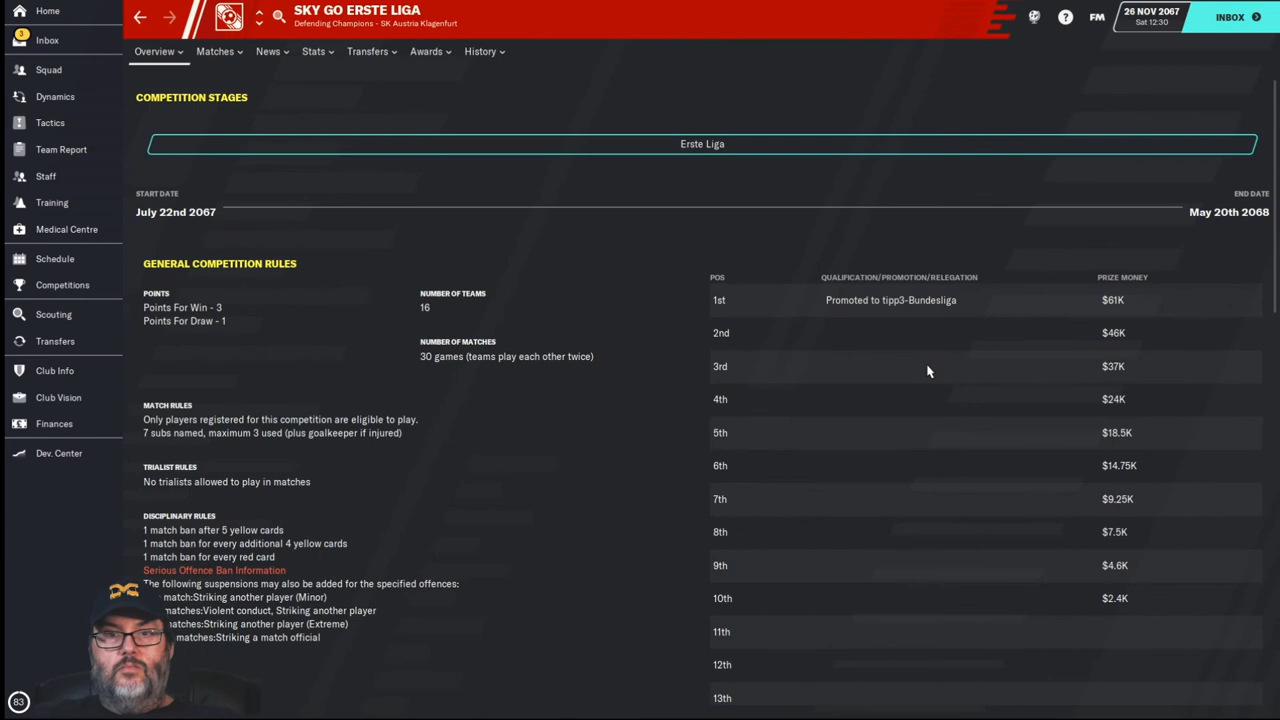 SKY GO ERSTE LIGA
Defending Champions - SK Austria Klagenfurt
FM
26 NOV 2067
Sat 12:30
INBOX
Home
3
Inbox
Squad
Dynamics
Tactics
Team Report
Staff
Training
Medical Centre
Schedule
Competitions
Scouting
Transfers
Club Info
Club Vision
Finances
Dev. Center
83
Overview
Matches
News
Stats
Transfers
Awards
History
COMPETITION STAGES
Erste Liga
START DATE
July 22nd 2067
END DATE
May 20th 2068
GENERAL COMPETITION RULES
POINTS
Points For Win - 3
Points For Draw - 1
NUMBER OF TEAMS
16
NUMBER OF MATCHES
30 games (teams play each other twice)
MATCH RULES
Only players registered for this competition are eligible to play.
7 subs named, maximum 3 used (plus goalkeeper if injured)
TRIALIST RULES
No trialists allowed to play in matches
DISCIPLINARY RULES
1 match ban after 5 yellow cards
1 match ban for every additional 4 yellow cards
1 match ban for every red card
Serious Offence Ban Information
The following suspensions may also be added for the specified offences:
match:Striking another player (Minor)
matches:Violent conduct, Striking another player
matches:Striking another player (Extreme)
matches:Striking a match official
POS QUALIFICATION/PROMOTION/RELEGATION PRIZE MONEY
1st Promoted to tipp3-Bundesliga $61K
2nd $46K
3rd $37K
4th $24K
5th $18.5K
6th $14.75K
7th $9.25K
8th $7.5K
9th $4.6K
10th $2.4K
11th
12th
13th